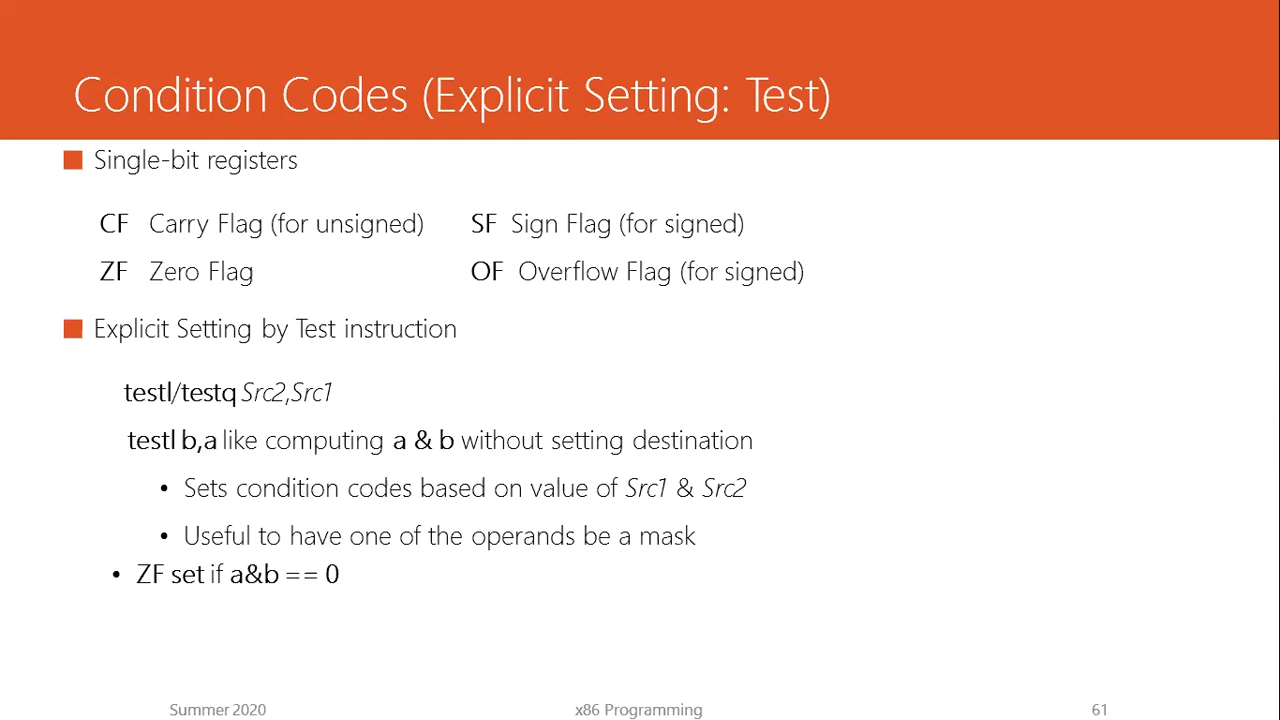 Condition Codes (Explicit Setting: Test)
Single-bit registers
CF Carry Flag (for unsigned) SF Sign Flag (for signed)
ZF Zero Flag OF Overflow Flag (for signed)
Explicit Setting by Test instruction
testl/testq Src2,Src1
testl b,a like computing a & b without setting destination
• Sets condition codes based on value of Src1 & Src2
• Useful to have one of the operands be a mask
• ZF set if a&b == 0
Summer 2020 x86 Programming 61